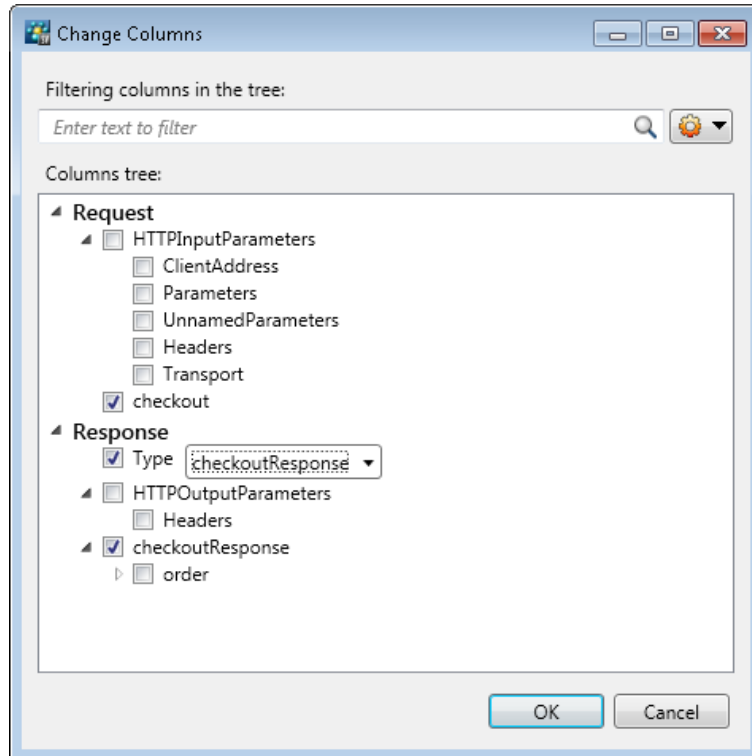 Change Columns
Filtering columns in the tree:
Enter text to filter
Columns tree:
Request
HTTPInputParameters
ClientAddress
Parameters
UnnamedParameters
Headers
Transport
checkout
Response
Type checkoutResponse
HTTPOutputParameters
Headers
checkoutResponse
order
OK Cancel